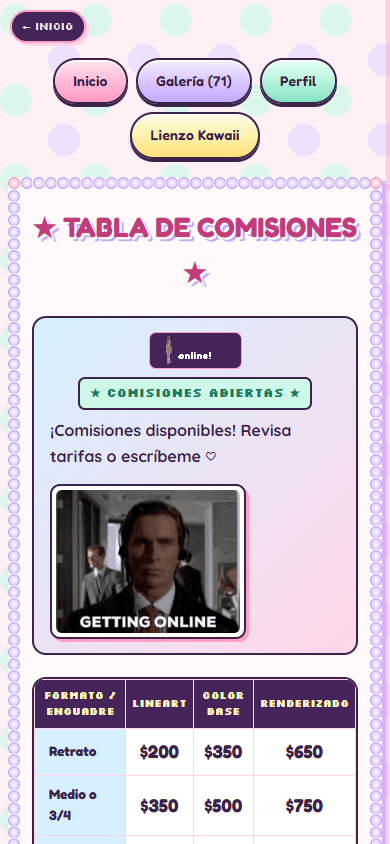 ← INICIO
Inicio
Galería (71)
Perfil
Lienzo Kawaii
★ TABLA DE COMISIONES
★
online!
★ COMISIONES ABIERTAS ★
¡Comisiones disponibles! Revisa
tarifas o escríbeme ♡
GETTING ONLINE
FORMATO / ENCUADRE LINEART COLOR BASE RENDERIZADO
Retrato $200 $350 $650
Medio o 3/4 $350 $500 $750